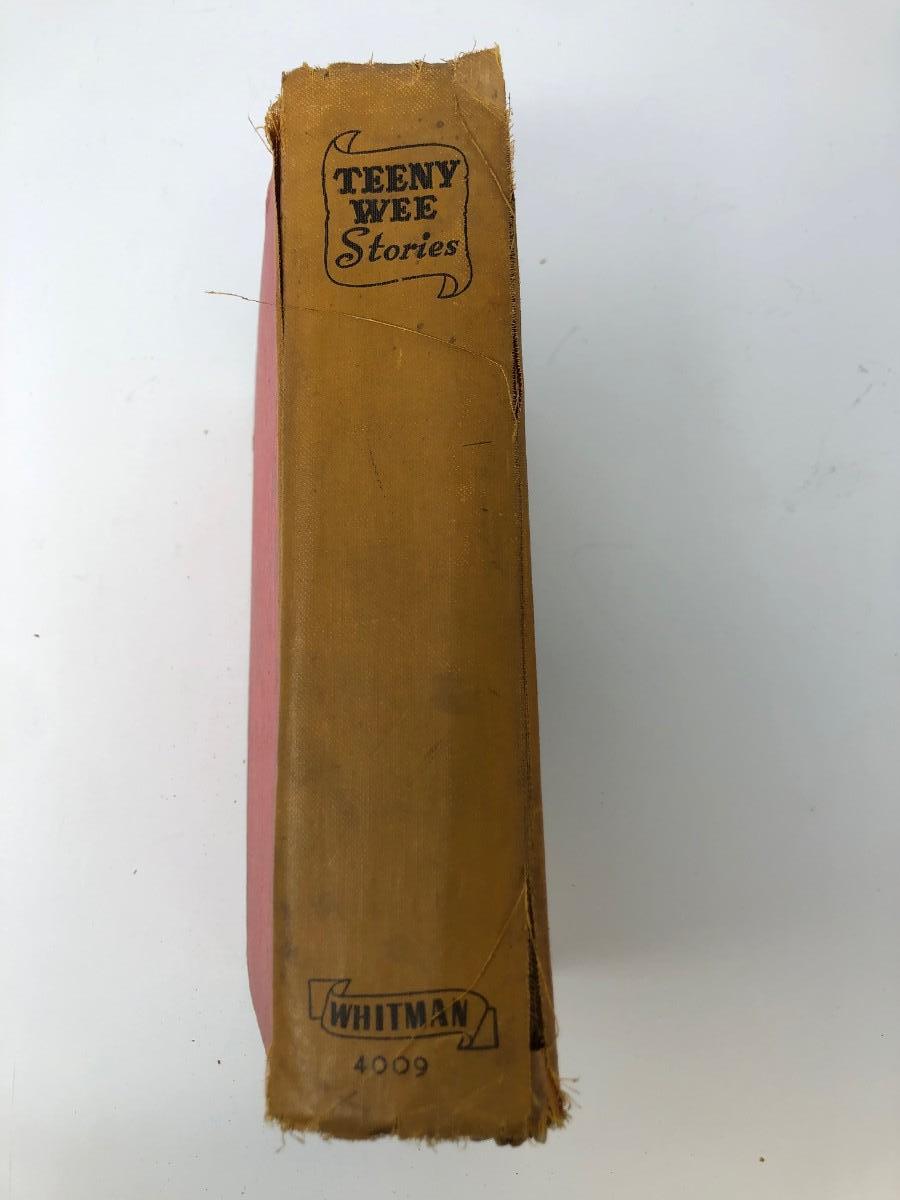 TEENY
WEE
Stories
WHITMAN
4009